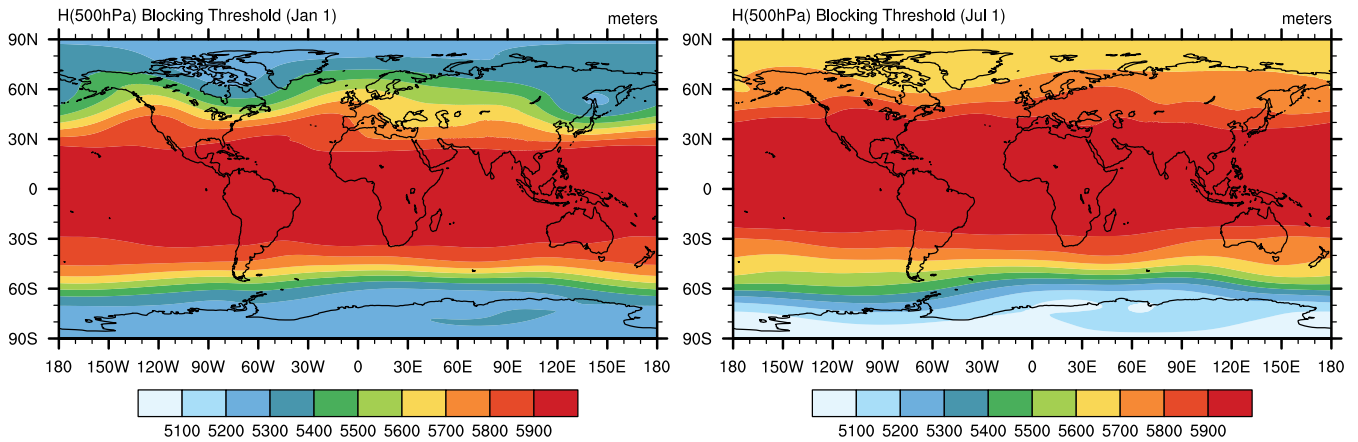 H(500hPa) Blocking Threshold (Jan 1) meters
90N
60N
30N
0
30S
60S
90S
180 150W 120W 90W 60W 30W 0 30E 60E 90E 120E 150E 180
5100 5200 5300 5400 5500 5600 5700 5800 5900
H(500hPa) Blocking Threshold (Jul 1) meters
90N
60N
30N
0
30S
60S
90S
180 150W 120W 90W 60W 30W 0 30E 60E 90E 120E 150E 180
5100 5200 5300 5400 5500 5600 5700 5800 5900